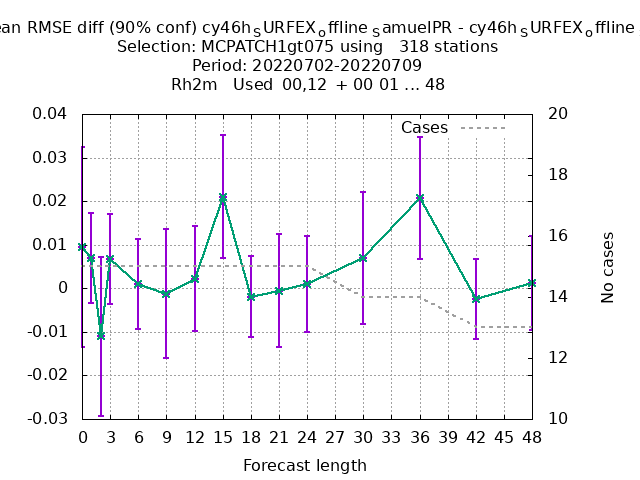 ean RMSE diff (90% conf) cy46hSURFEXoffline SamuelPR - cy46hSURFEXoffline
Selection: MCPATCH1gt075 using 318 stations
Period: 20220702-20220709
Rh2m Used 00,12 + 00 01 ... 48
Cases
0.04
0.03
0.02
0.01
0
-0.01
-0.02
-0.03
20
18
16
14
12
10
No cases
0 3 6 9 12 15 18 21 24 27 30 33 36 39 42 45 48
Forecast length